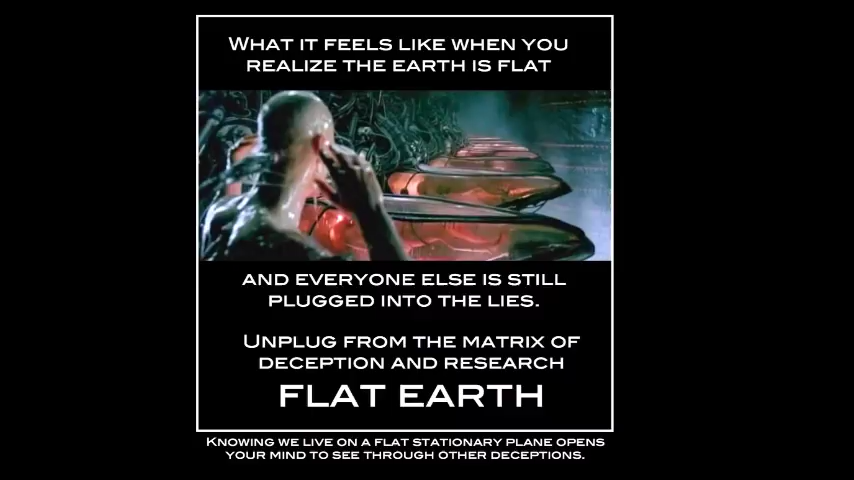 What it feels like when you
realize the earth is flat
and everyone else is still
plugged into the lies.
Unplug from the matrix of
deception and research
FLAT EARTH
Knowing we live on a flat stationary plane opens
your mind to see through other deceptions.